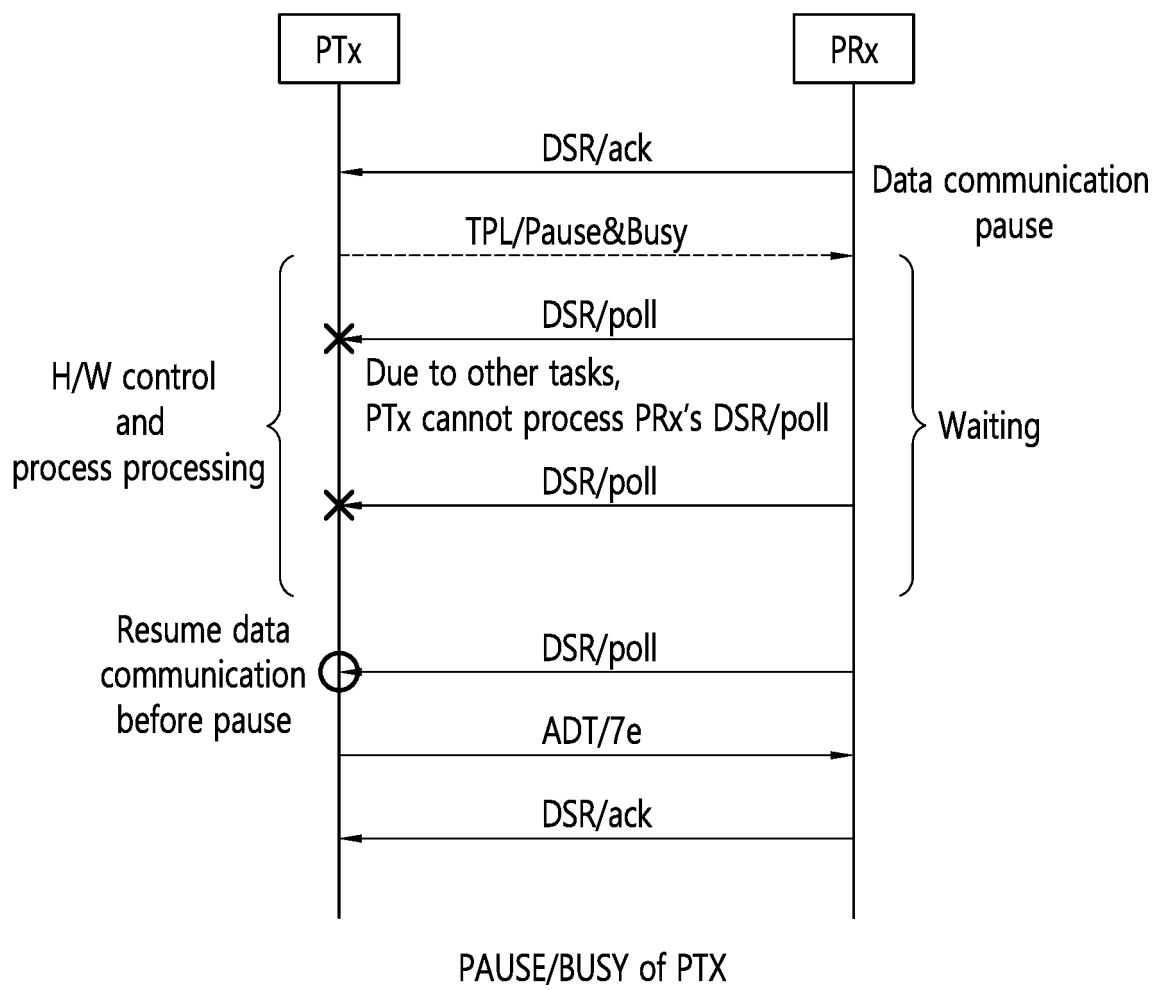 PTx
PRx
DSR/ack
Data communication
pause
TPL/Pause&Busy
DSR/poll
Due to other tasks,
PTx cannot process PRx's DSR/poll
H/W control
and
process processing
Waiting
DSR/poll
Resume data
communication
before pause
DSR/poll
ADT/7e
DSR/ack
PAUSE/BUSY of PTX